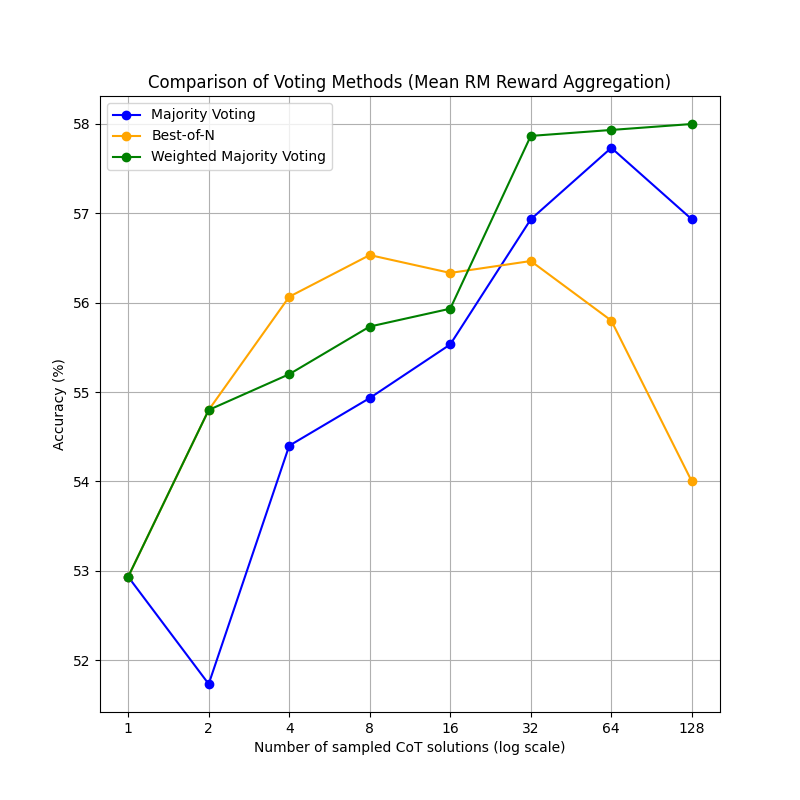 Comparison of Voting Methods (Mean RM Reward Aggregation)
Majority Voting
Best-of-N
Weighted Majority Voting
58
57
56
55
54
53
52
Accuracy (%)
1 2 4 8 16 32 64 128
Number of sampled CoT solutions (log scale)